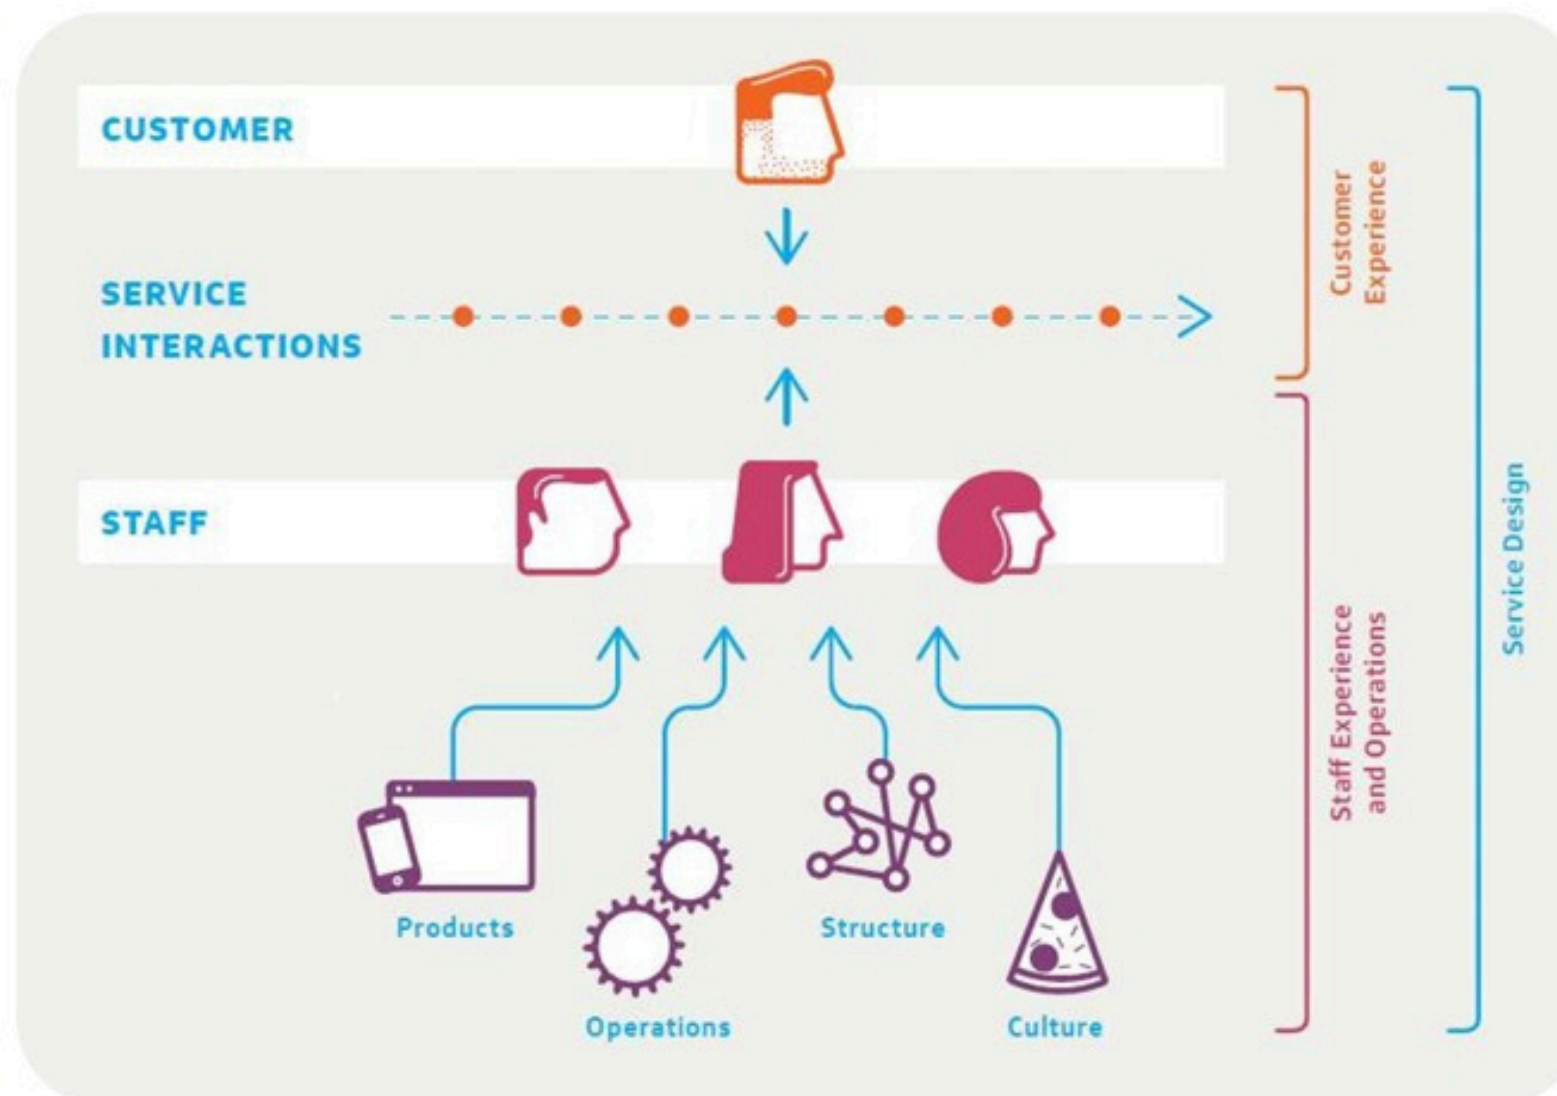 CUSTOMER
SERVICE
INTERACTIONS
STAFF
Products
Operations
Structure
Culture
Customer
Experience
Staff Experience
and Operations
Service Design